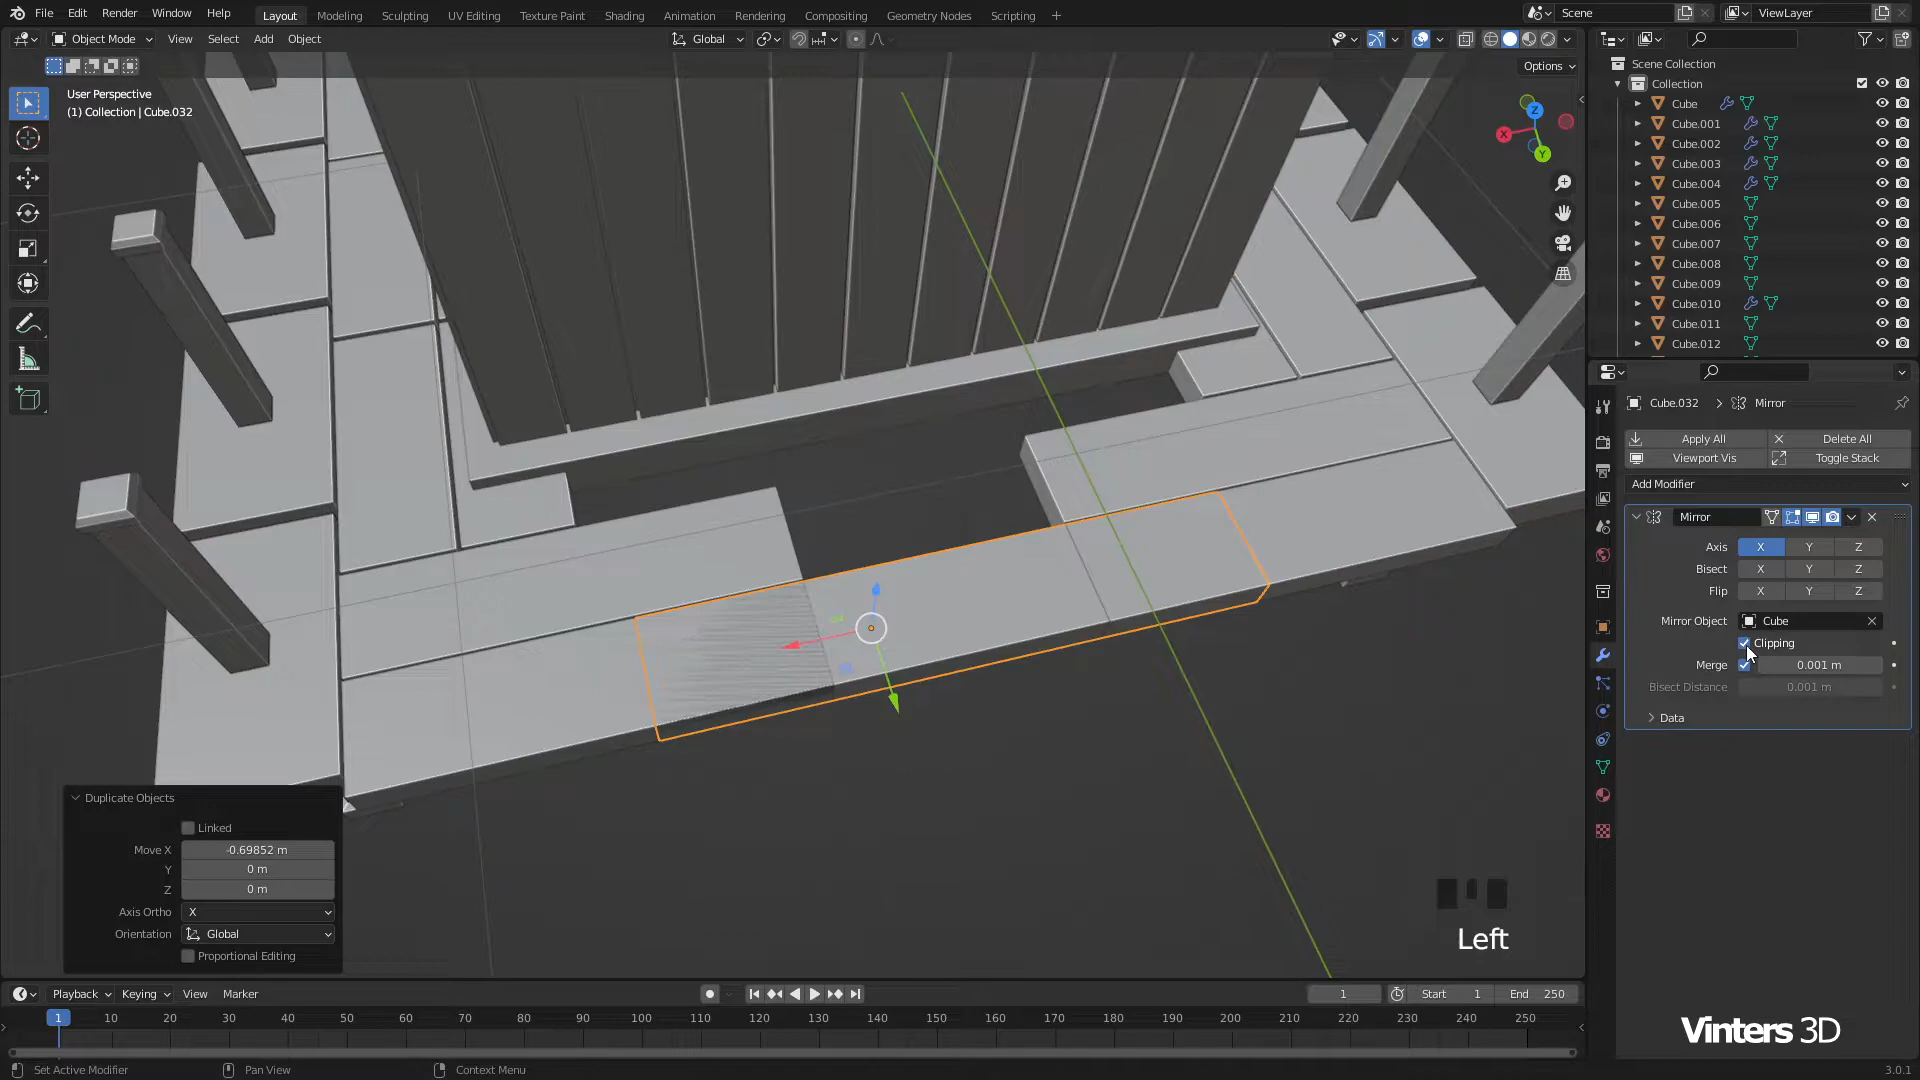 File Edit Render Window Help
Layout Modeling Sculpting UV Editing Texture Paint Shading Animation Rendering Compositing Geometry Nodes Scripting +
Scene
ViewLayer
Object Mode View Select Add Object
Global
Options
User Perspective
(1) Collection | Cube.032
Z
X
Y
Scene Collection
Collection
Cube
Cube.001
Cube.002
Cube.003
Cube.004
Cube.005
Cube.006
Cube.007
Cube.008
Cube.009
Cube.010
Cube.011
Cube.012
Cube.032 > Mirror
Apply All Delete All
Viewport Vis Toggle Stack
Add Modifier
Mirror
Axis X Y Z
Bisect X Y Z
Flip X Y Z
Mirror Object Cube
Clipping
Merge 0.001 m
Bisect Distance 0.001 m
Data
Duplicate Objects
Linked
Move X -0.69852 m
Y 0 m
Z 0 m
Axis Ortho X
Orientation Global
Proportional Editing
Left
Playback Keying View Marker
1 Start 1 End 250
1 10 20 30 40 50 60 70 80 90 100 110 120 130 140 150 160 170 180 190 200 210 220 230 240 250
Vinters 3D
Set Active Modifier Pan View Context Menu
3.0.1